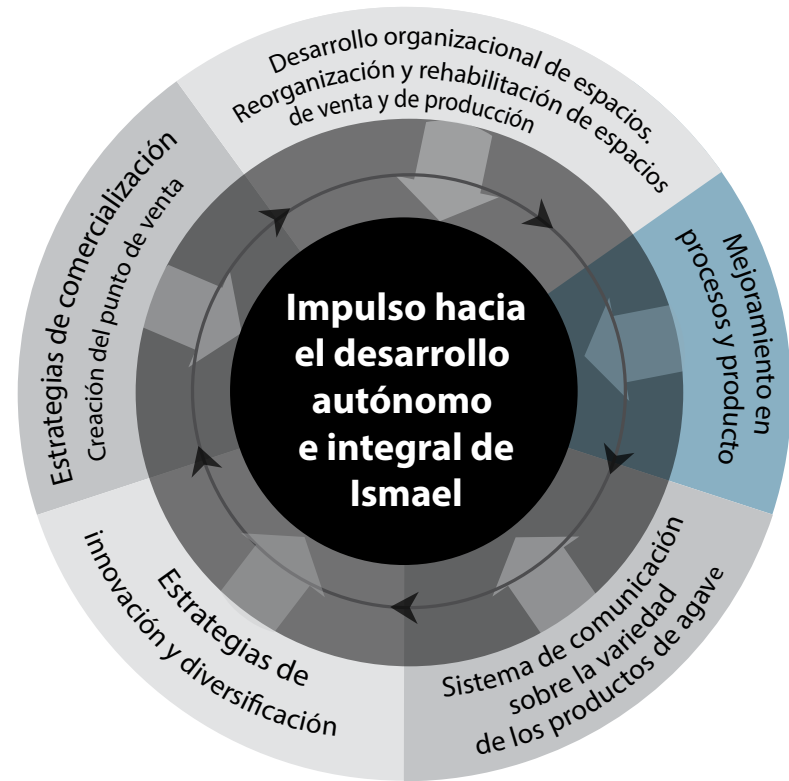 Desarrollo organizacional de espacios.
Reorganización y rehabilitación de espacios
de venta y de producción
Mejoramiento en
procesos y producto
Sistema de comunicación
sobre la variedad
de los productos de agave
Estrategias de
innovación y diversificación
Estrategias de comercialización
Creación del punto de venta
Impulso hacia
el desarrollo
autónomo
e integral de
Ismael